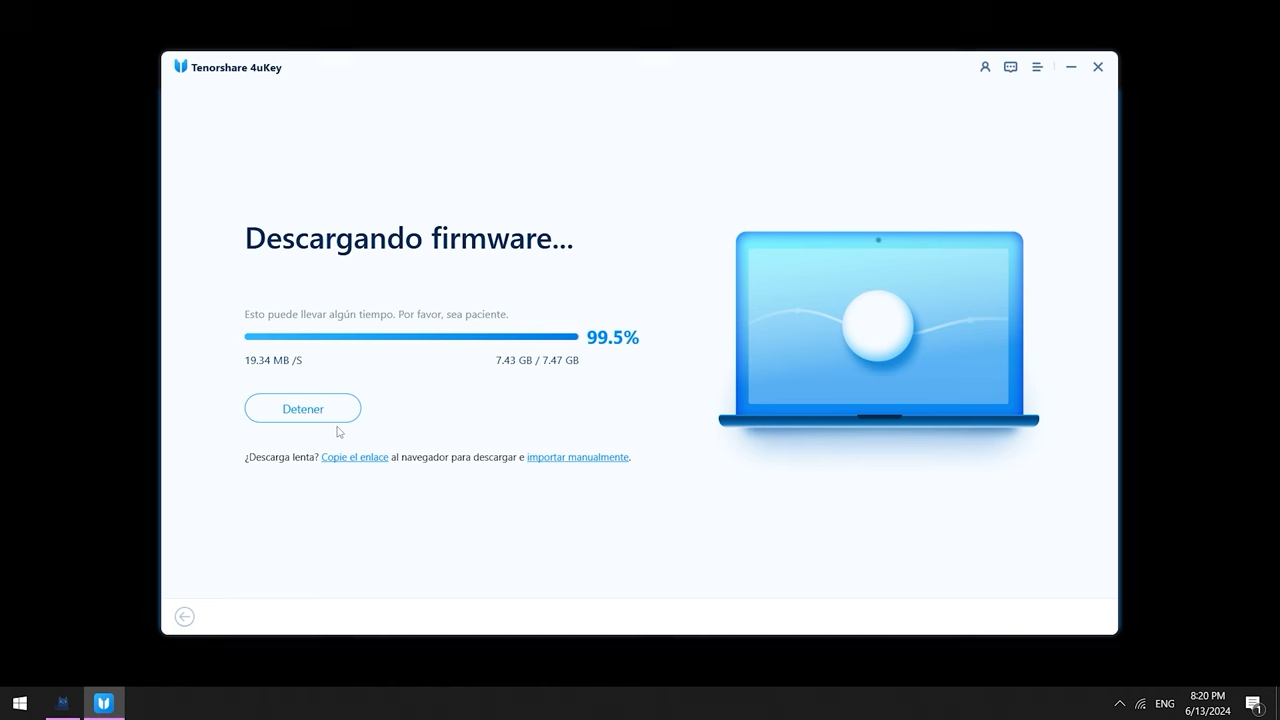 Tenorshare 4uKey
Descargando firmware...
Esto puede llevar algún tiempo. Por favor, sea paciente.
99.5%
19.34 MB /S
7.43 GB / 7.47 GB
Detener
¿Descarga lenta? Copie el enlace al navegador para descargar e importar manualmente.
ENG
8:20 PM
6/13/2024
1